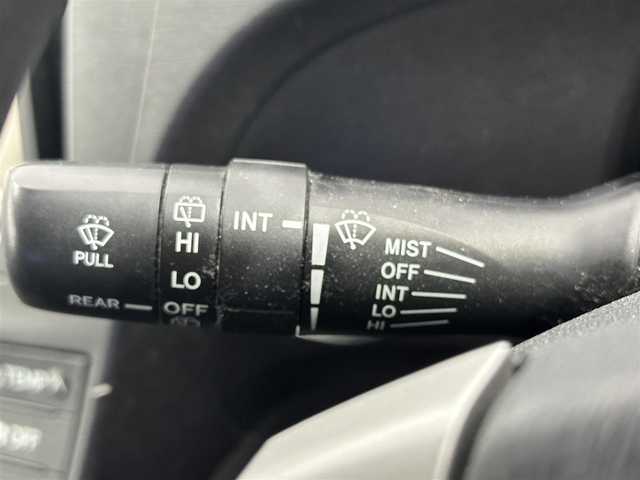 PULL
REAR
HI
LO
OFF
INT
MIST
OFF
INT
LO
HI